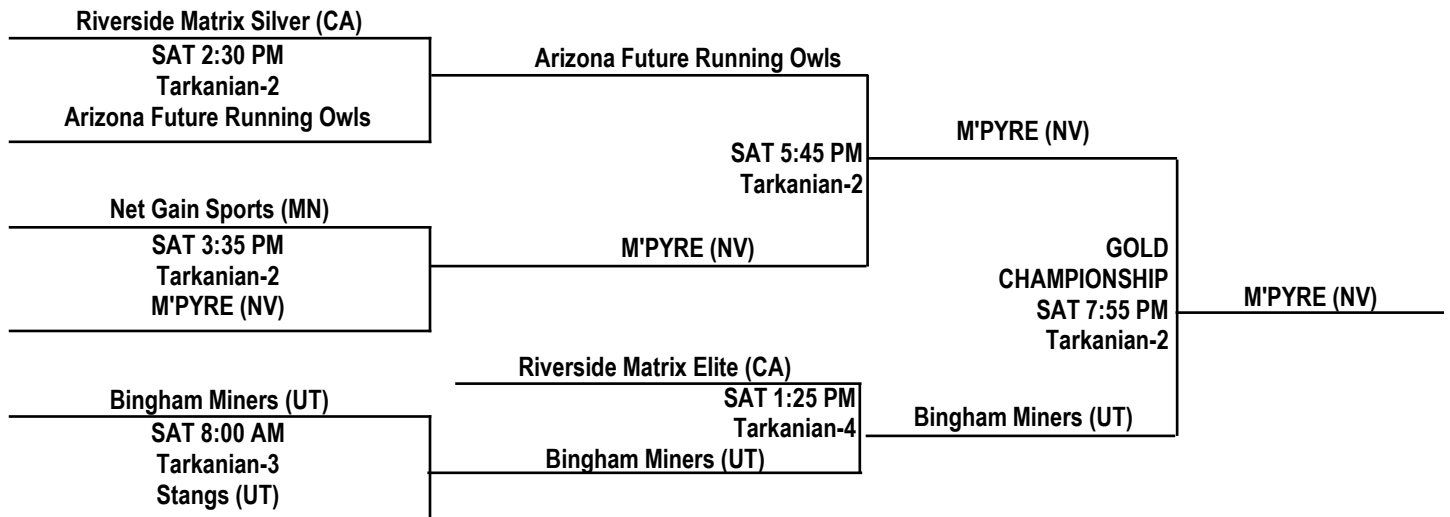 Riverside Matrix Silver (CA)
SAT 2:30 PM
Tarkanian-2
Arizona Future Running Owls
Net Gain Sports (MN)
SAT 3:35 PM
Tarkanian-2
M'PYRE (NV)
Bingham Miners (UT)
SAT 8:00 AM
Tarkanian-3
Stangs (UT)
Arizona Future Running Owls
SAT 5:45 PM
Tarkanian-2
M'PYRE (NV)
Riverside Matrix Elite (CA)
SAT 1:25 PM
Tarkanian-4
Bingham Miners (UT)
M'PYRE (NV)
GOLD
CHAMPIONSHIP
SAT 7:55 PM
Tarkanian-2
Bingham Miners (UT)
M'PYRE (NV)